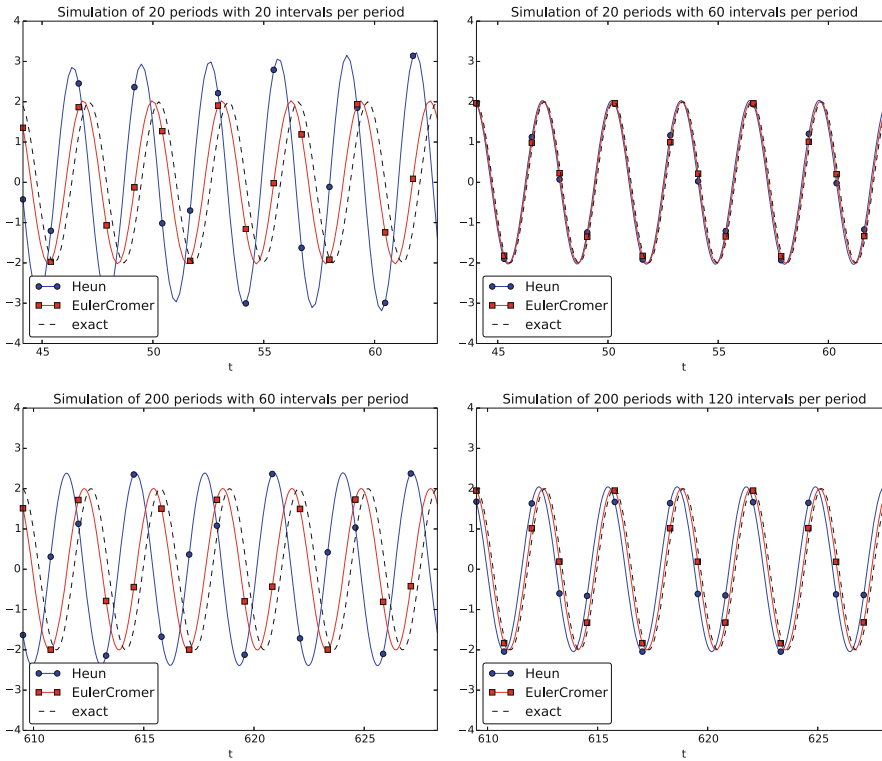 Simulation of 20 periods with 20 intervals per period
4
3
2
1
0
−1
−2
−3
−4
Heun
EulerCromer
exact
45
50
55
60
t
Simulation of 20 periods with 60 intervals per period
4
3
2
1
0
−1
−2
−3
−4
Heun
EulerCromer
exact
45
50
55
60
t
Simulation of 200 periods with 60 intervals per period
4
3
2
1
0
−1
−2
−3
−4
Heun
EulerCromer
exact
610
615
620
625
t
Simulation of 200 periods with 120 intervals per period
4
3
2
1
0
−1
−2
−3
−4
Heun
EulerCromer
exact
610
615
620
625
t